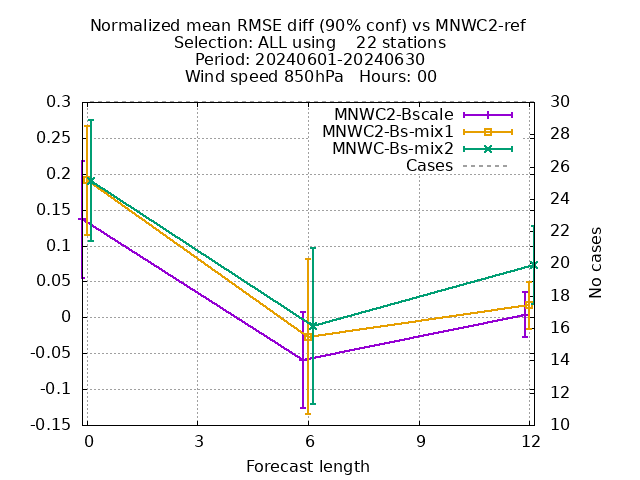 Normalized mean RMSE diff (90% conf) vs MNWC2-ref
Selection: ALL using    22 stations
Period: 20240601-20240630
Wind speed 850hPa   Hours: 00
MNWC2-Bscale
MNWC2-Bs-mix1
MNWC-Bs-mix2
Cases
0.3
0.25
0.2
0.15
0.1
0.05
0
-0.05
-0.1
-0.15
30
28
26
24
22
20
18
16
14
12
10
No cases
0 3 6 9 12
Forecast length